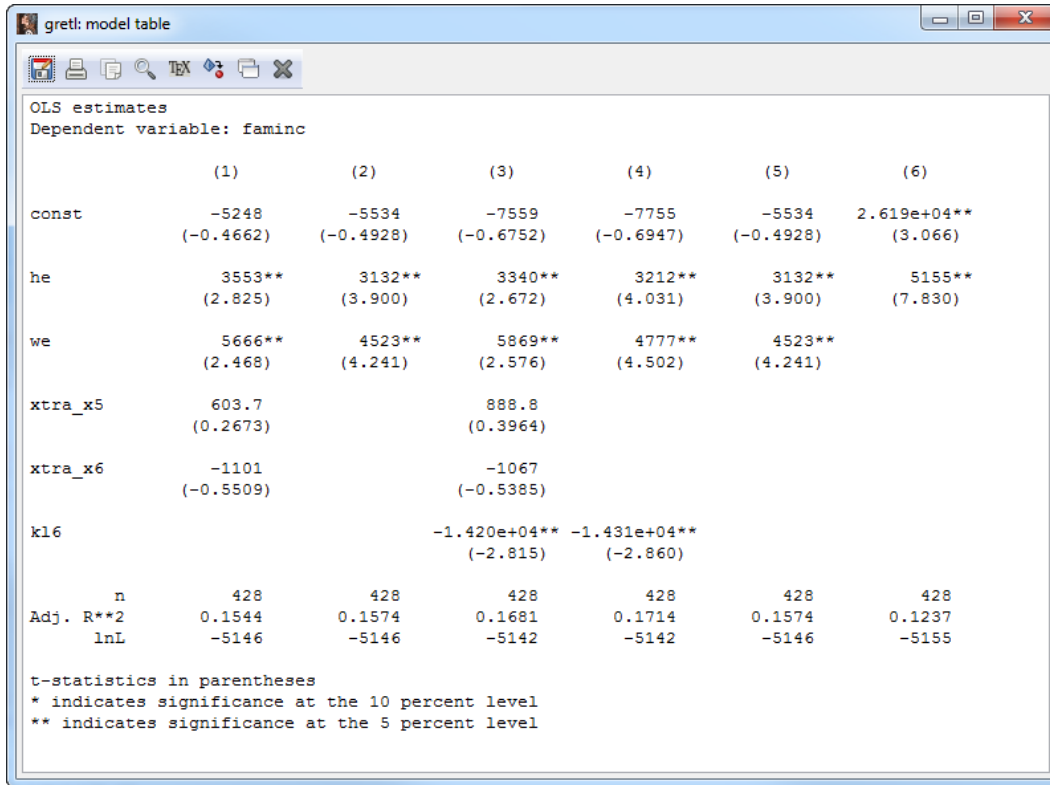 gretl: model table
TEX
OLS estimates
Dependent variable: faminc
(1) (2) (3) (4) (5) (6)
const -5248 -5534 -7559 -7755 -5534 2.619e+04**
(-0.4662) (-0.4928) (-0.6752) (-0.6947) (-0.4928) (3.066)
he 3553** 3132** 3340** 3212** 3132** 5155**
(2.825) (3.900) (2.672) (4.031) (3.900) (7.830)
we 5666** 4523** 5869** 4777** 4523**
(2.468) (4.241) (2.576) (4.502) (4.241)
xtra_x5 603.7 888.8
(0.2673) (0.3964)
xtra_x6 -1101 -1067
(-0.5509) (-0.5385)
kl6 -1.420e+04** -1.431e+04**
(-2.815) (-2.860)
n 428 428 428 428 428 428
Adj. R**2 0.1544 0.1574 0.1681 0.1714 0.1574 0.1237
lnL -5146 -5146 -5142 -5142 -5146 -5155
t-statistics in parentheses
* indicates significance at the 10 percent level
** indicates significance at the 5 percent level